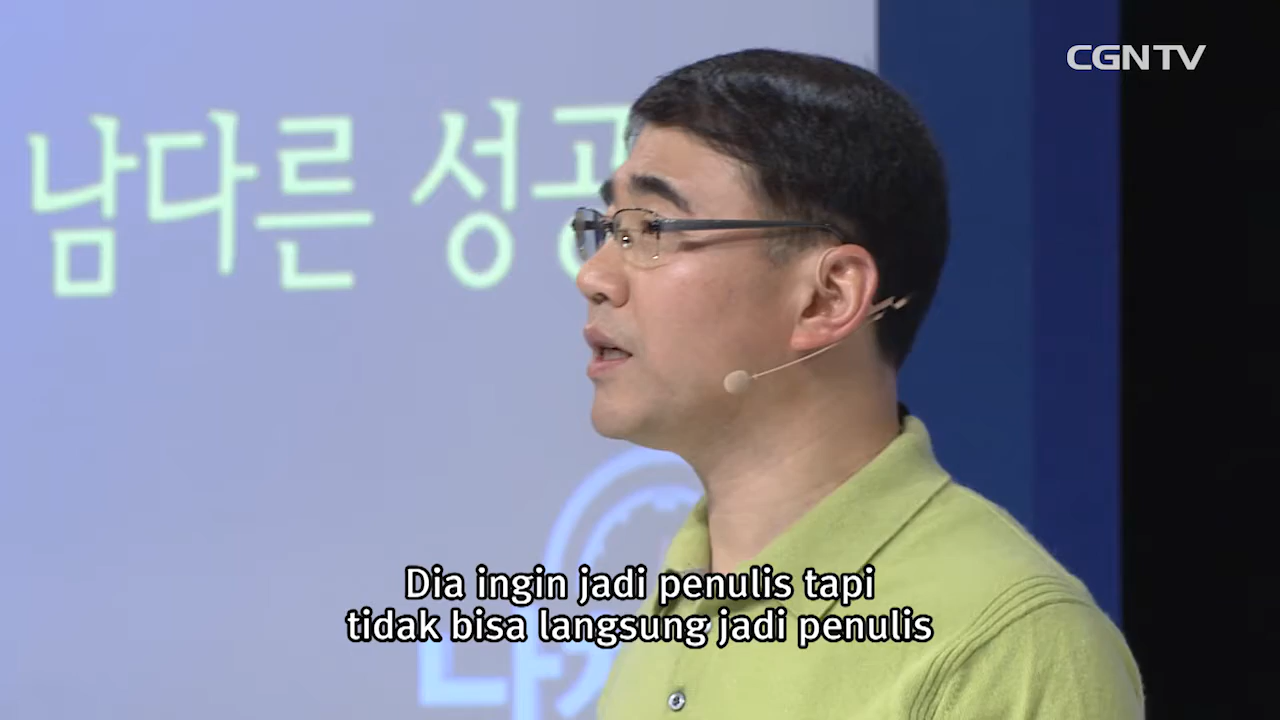 CGNTV
남다른 성공
Dia ingin jadi penulis tapi
tidak bisa langsung jadi penulis